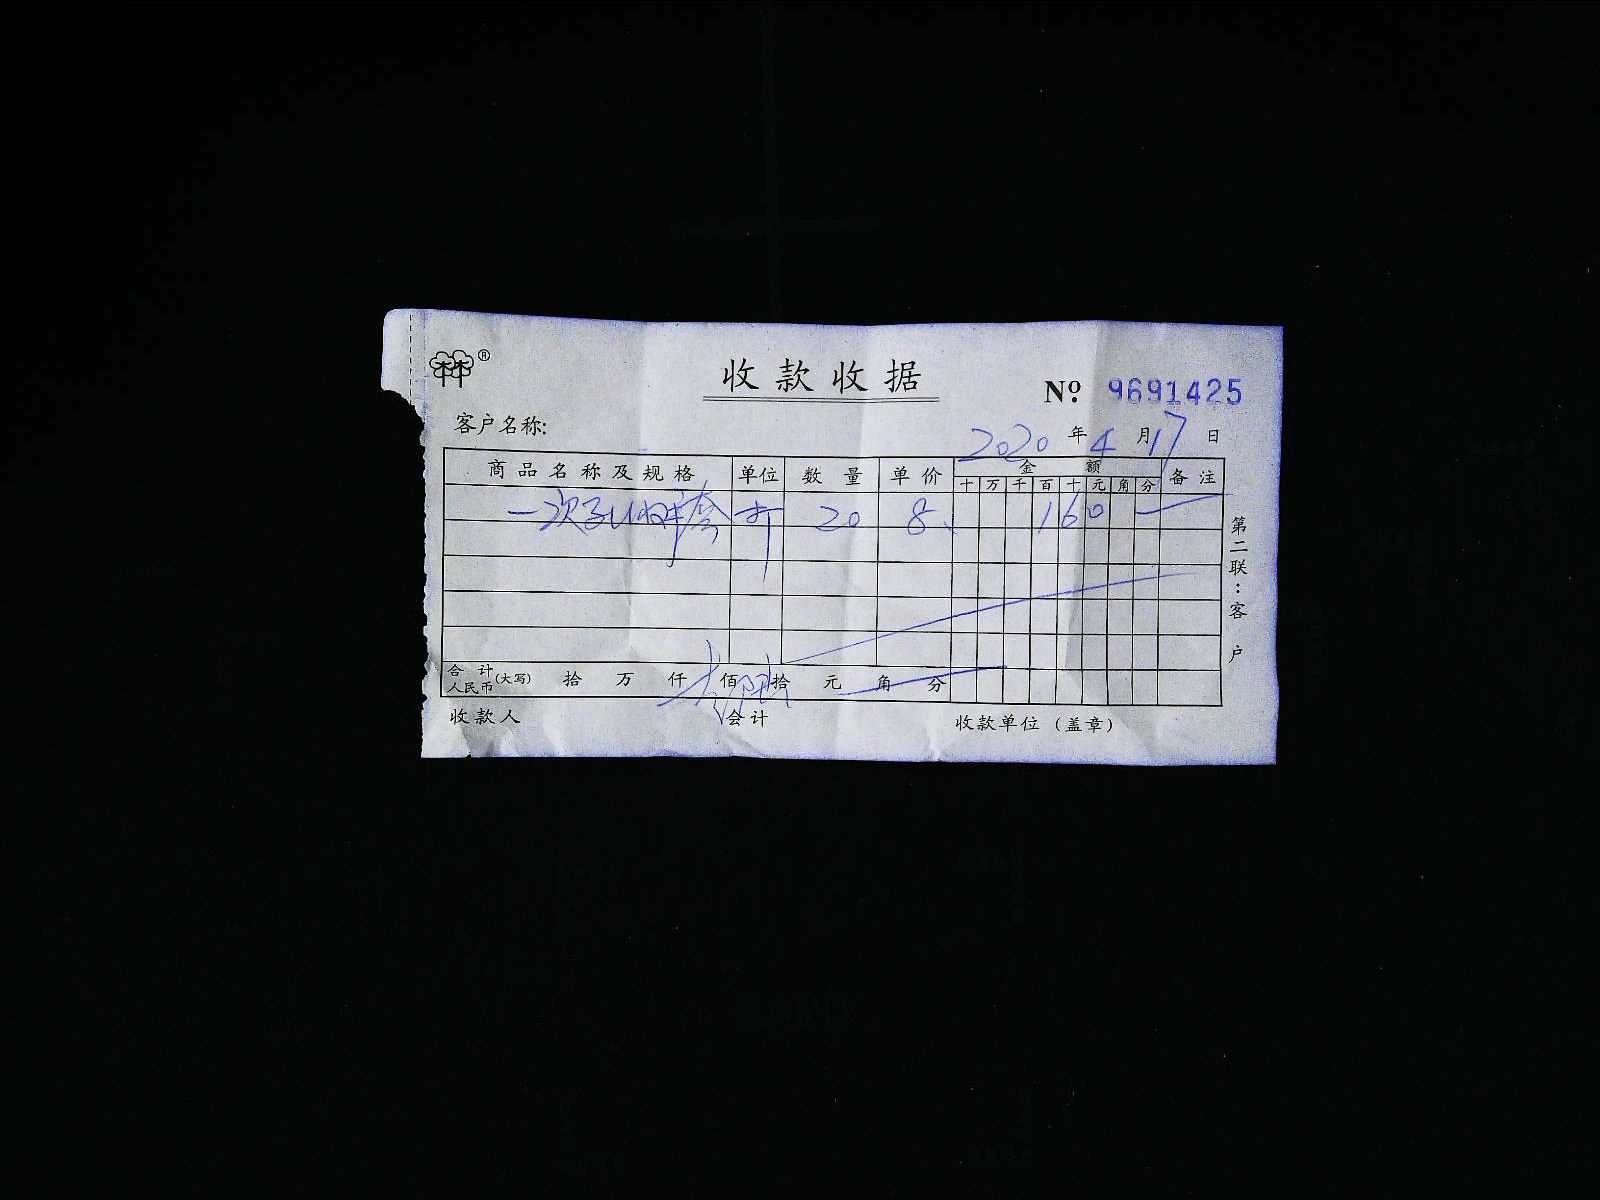 林 ®
收款收据
№ 9691425
客户名称: 2020 年 4 月 17 日
商品名称及规格 单位 数量 单价 金额 备注
十 万 千 百 十 元 角 分
一次 套 打 20 8 160
第二联：客户
合计人民币(大写) 拾 万 仟 佰 拾 元 角 分
收款人 会计 收款单位（盖章）